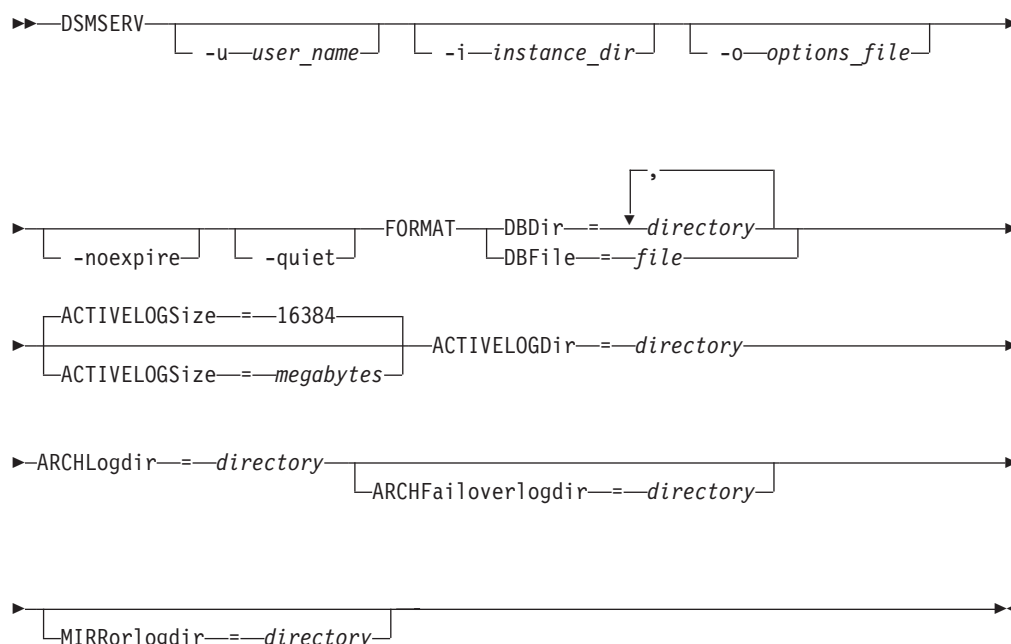 DSMSERV
-u user_name -i instance_dir -o options_file
,
FORMAT DBDir = directory
-noexpire -quiet DBFile = file
ACTIVELOGSize = 16384
ACTIVELOGDir = directory
ACTIVELOGSize = megabytes
ARCHLogdir = directory
ARCHFailoverlogdir = directory
MIRRorlogdir = directory